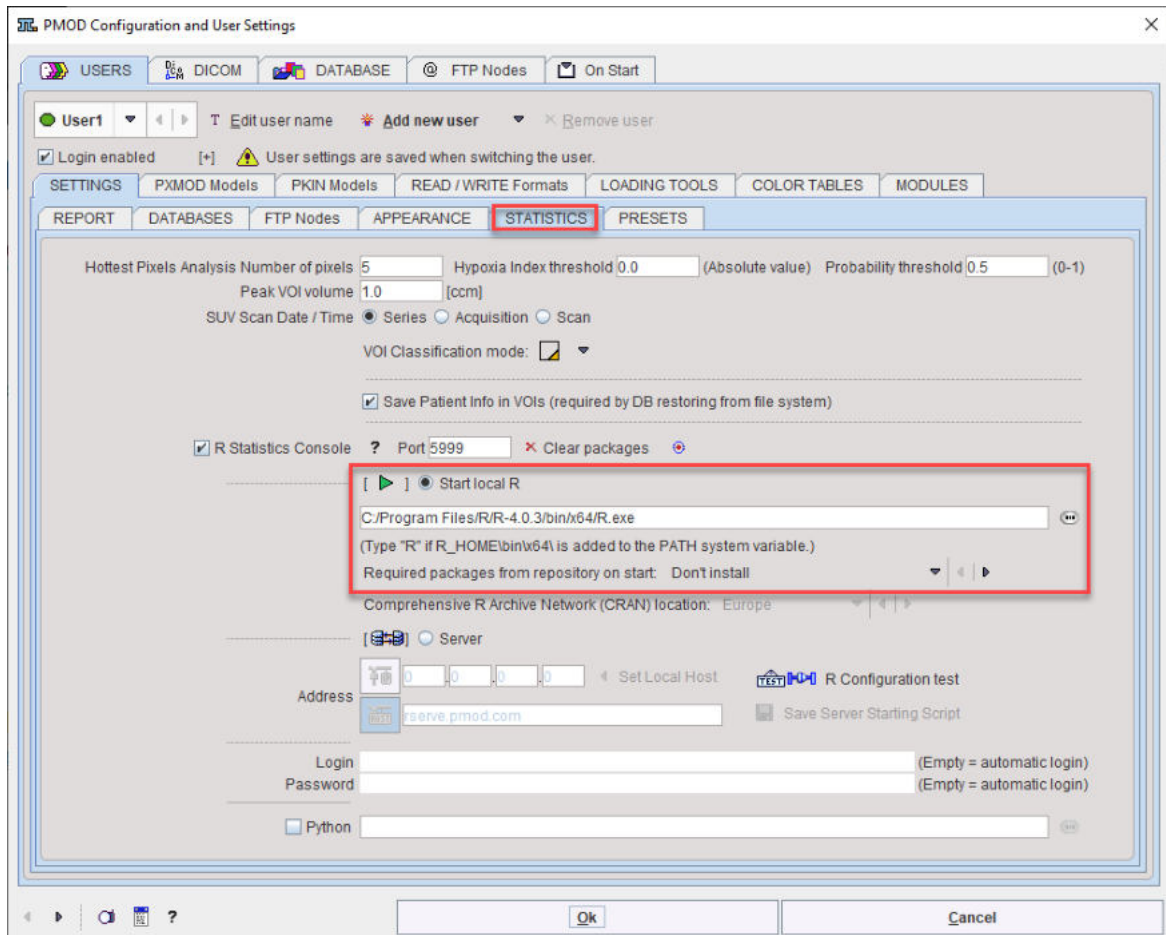 PMOD Configuration and User Settings
USERS DICOM DATABASE @ FTP Nodes On Start
User1 T Edit user name Add new user Remove user
Login enabled [+] User settings are saved when switching the user.
SETTINGS PXMOD Models PKIN Models READ / WRITE Formats LOADING TOOLS COLOR TABLES MODULES
REPORT DATABASES FTP Nodes APPEARANCE STATISTICS PRESETS
Hottest Pixels Analysis Number of pixels 5 Hypoxia Index threshold 0.0 (Absolute value) Probability threshold 0.5 (0-1)
Peak VOI volume 1.0 [ccm]
SUV Scan Date / Time Series Acquisition Scan
VOI Classification mode:
Save Patient Info in VOIs (required by DB restoring from file system)
R Statistics Console ? Port 5999 Clear packages
[ ] Start local R
C:/Program Files/R/R-4.0.3/bin/x64/R.exe
(Type "R" if R_HOME\bin\x64\ is added to the PATH system variable.)
Required packages from repository on start: Don't install
Comprehensive R Archive Network (CRAN) location: Europe
[ ] Server
Address 0 .0 .0 .0 Set Local Host TEST R Configuration test
rserve.pmod.com Save Server Starting Script
Login (Empty = automatic login)
Password (Empty = automatic login)
Python
? Ok Cancel